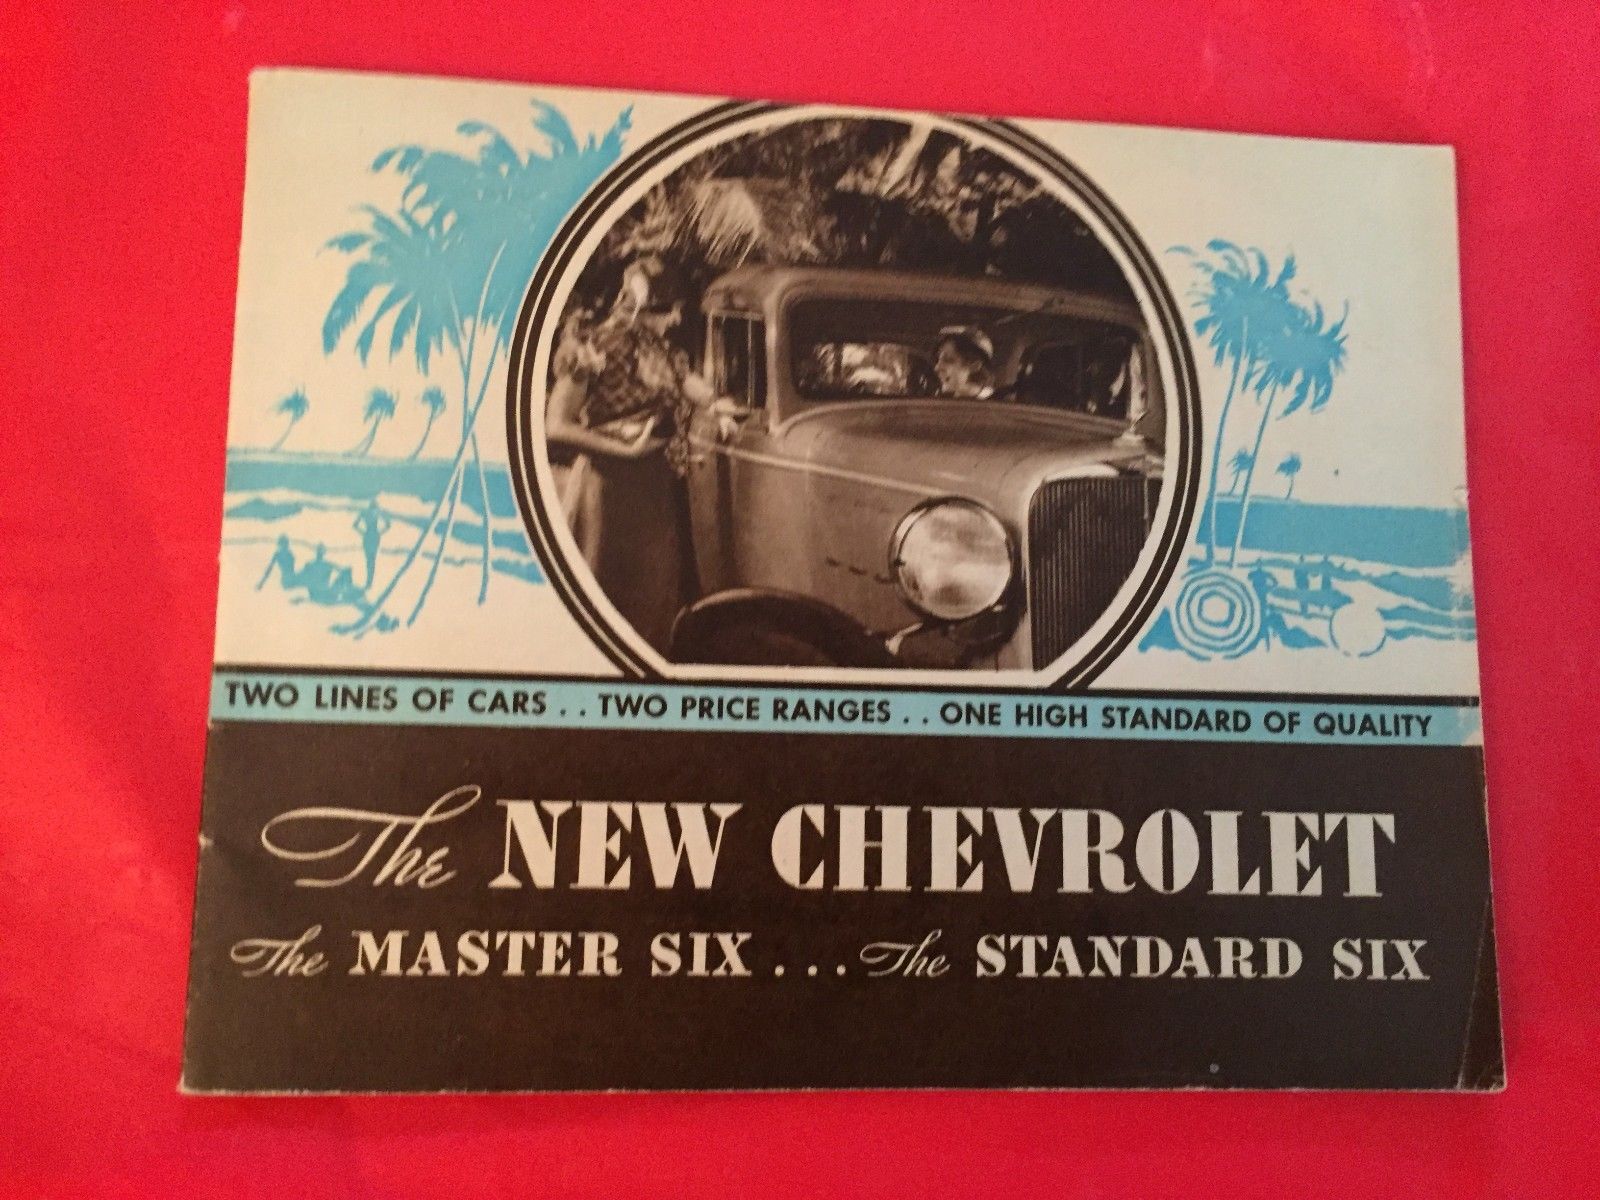 TWO LINES OF CARS . . TWO PRICE RANGES . . ONE HIGH STANDARD OF QUALITY
The NEW CHEVROLET
The MASTER SIX . . . The STANDARD SIX